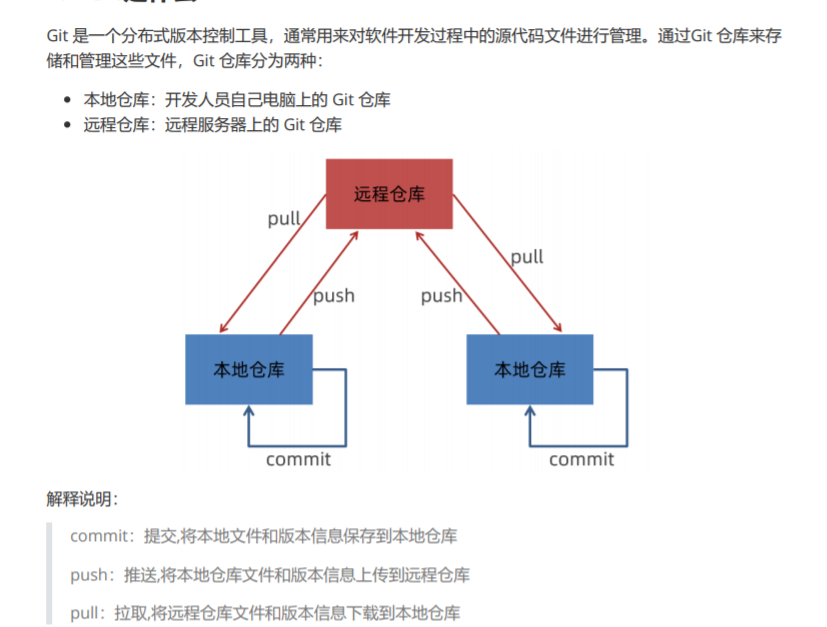 Git 是一个分布式版本控制工具，通常用来对软件开发过程中的源代码文件进行管理。通过Git 仓库来存
储和管理这些文件，Git 仓库分为两种：
本地仓库：开发人员自己电脑上的 Git 仓库
远程仓库：远程服务器上的 Git 仓库
远程仓库
pull
pull
push
push
本地仓库
本地仓库
commit
commit
解释说明：
commit：提交,将本地文件和版本信息保存到本地仓库
push：推送,将本地仓库文件和版本信息上传到远程仓库
pull：拉取,将远程仓库文件和版本信息下载到本地仓库